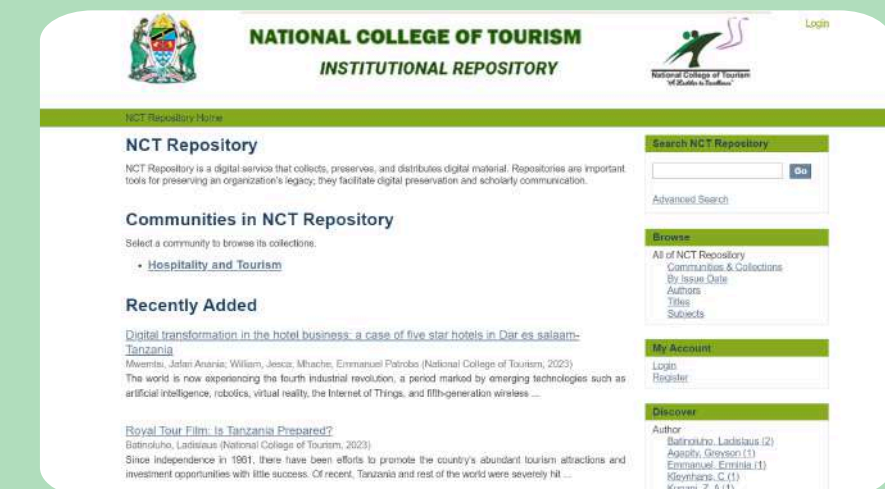 NATIONAL COLLEGE OF TOURISM
INSTITUTIONAL REPOSITORY
National College of Tourism
"A Ladder to Excellence"
Login
NCT Repository Home
NCT Repository
NCT Repository is a digital service that collects, preserves, and distributes digital material. Repositories are important
tools for preserving an organization's legacy; they facilitate digital preservation and scholarly communication.
Communities in NCT Repository
Select a community to browse its collections.
Hospitality and Tourism
Recently Added
Digital transformation in the hotel business: a case of five star hotels in Dar es salaam-
Tanzania
Mwemtsi, Jafari Anania; William, Jesca; Mhache, Emmanuel Patroba (National College of Tourism, 2023)
The world is now experiencing the fourth industrial revolution, a period marked by emerging technologies such as
artificial intelligence, robotics, virtual reality, the Internet of Things, and fifth-generation wireless ...
Royal Tour Film: Is Tanzania Prepared?
Batinoluho, Ladislaus (National College of Tourism, 2023)
Since independence in 1961, there have been efforts to promote the country's abundant tourism attractions and
investment opportunities with little success. Of recent, Tanzania and rest of the world were severely hit ...
Search NCT Repository
Go
Advanced Search
Browse
All of NCT Repository
Communities & Collections
By Issue Date
Authors
Titles
Subjects
My Account
Login
Register
Discover
Author
Batinoluho, Ladislaus (2)
Agapity, Greyson (1)
Emmanuel, Erminia (1)
Kleynhans, C (1)